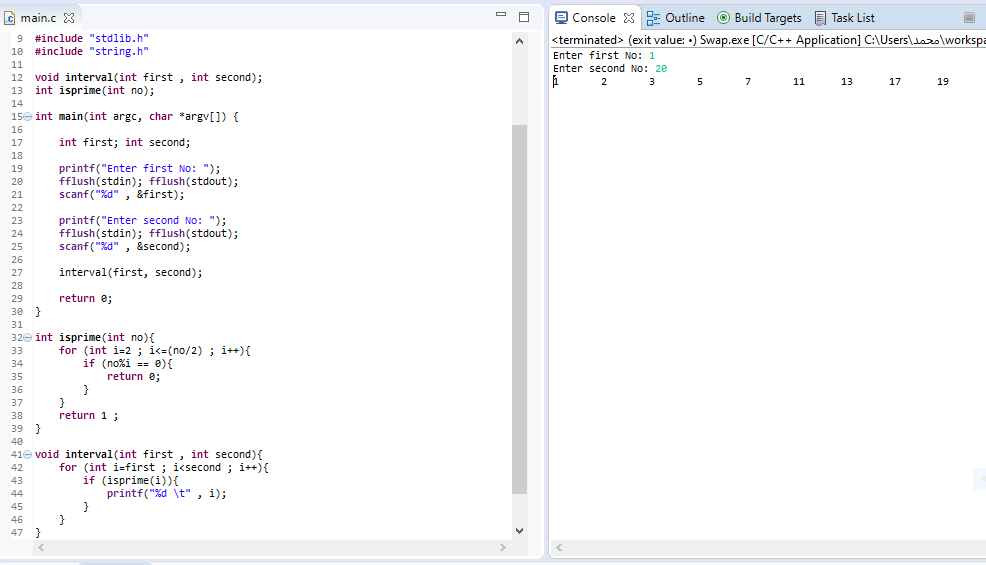 main.c
9 #include "stdlib.h"
10 #include "string.h"
11
12 void interval(int first , int second);
13 int isprime(int no);
14
15 int main(int argc, char *argv[]) {
16
17 int first; int second;
18
19 printf("Enter first No: ");
20 fflush(stdin); fflush(stdout);
21 scanf("%d" , &first);
22
23 printf("Enter second No: ");
24 fflush(stdin); fflush(stdout);
25 scanf("%d" , &second);
26
27 interval(first, second);
28
29 return 0;
30 }
31
32 int isprime(int no){
33 for (int i=2 ; i<=(no/2) ; i++){
34 if (no%i == 0){
35 return 0;
36 }
37 }
38 return 1 ;
39 }
40
41 void interval(int first , int second){
42 for (int i=first ; i<second ; i++){
43 if (isprime(i)){
44 printf("%d \t" , i);
45 }
46 }
47 }
Console Outline Build Targets Task List
<terminated> (exit value: •) Swap.exe [C/C++ Application] C:\Users\محمد\workspa
Enter first No: 1
Enter second No: 20
1 2 3 5 7 11 13 17 19